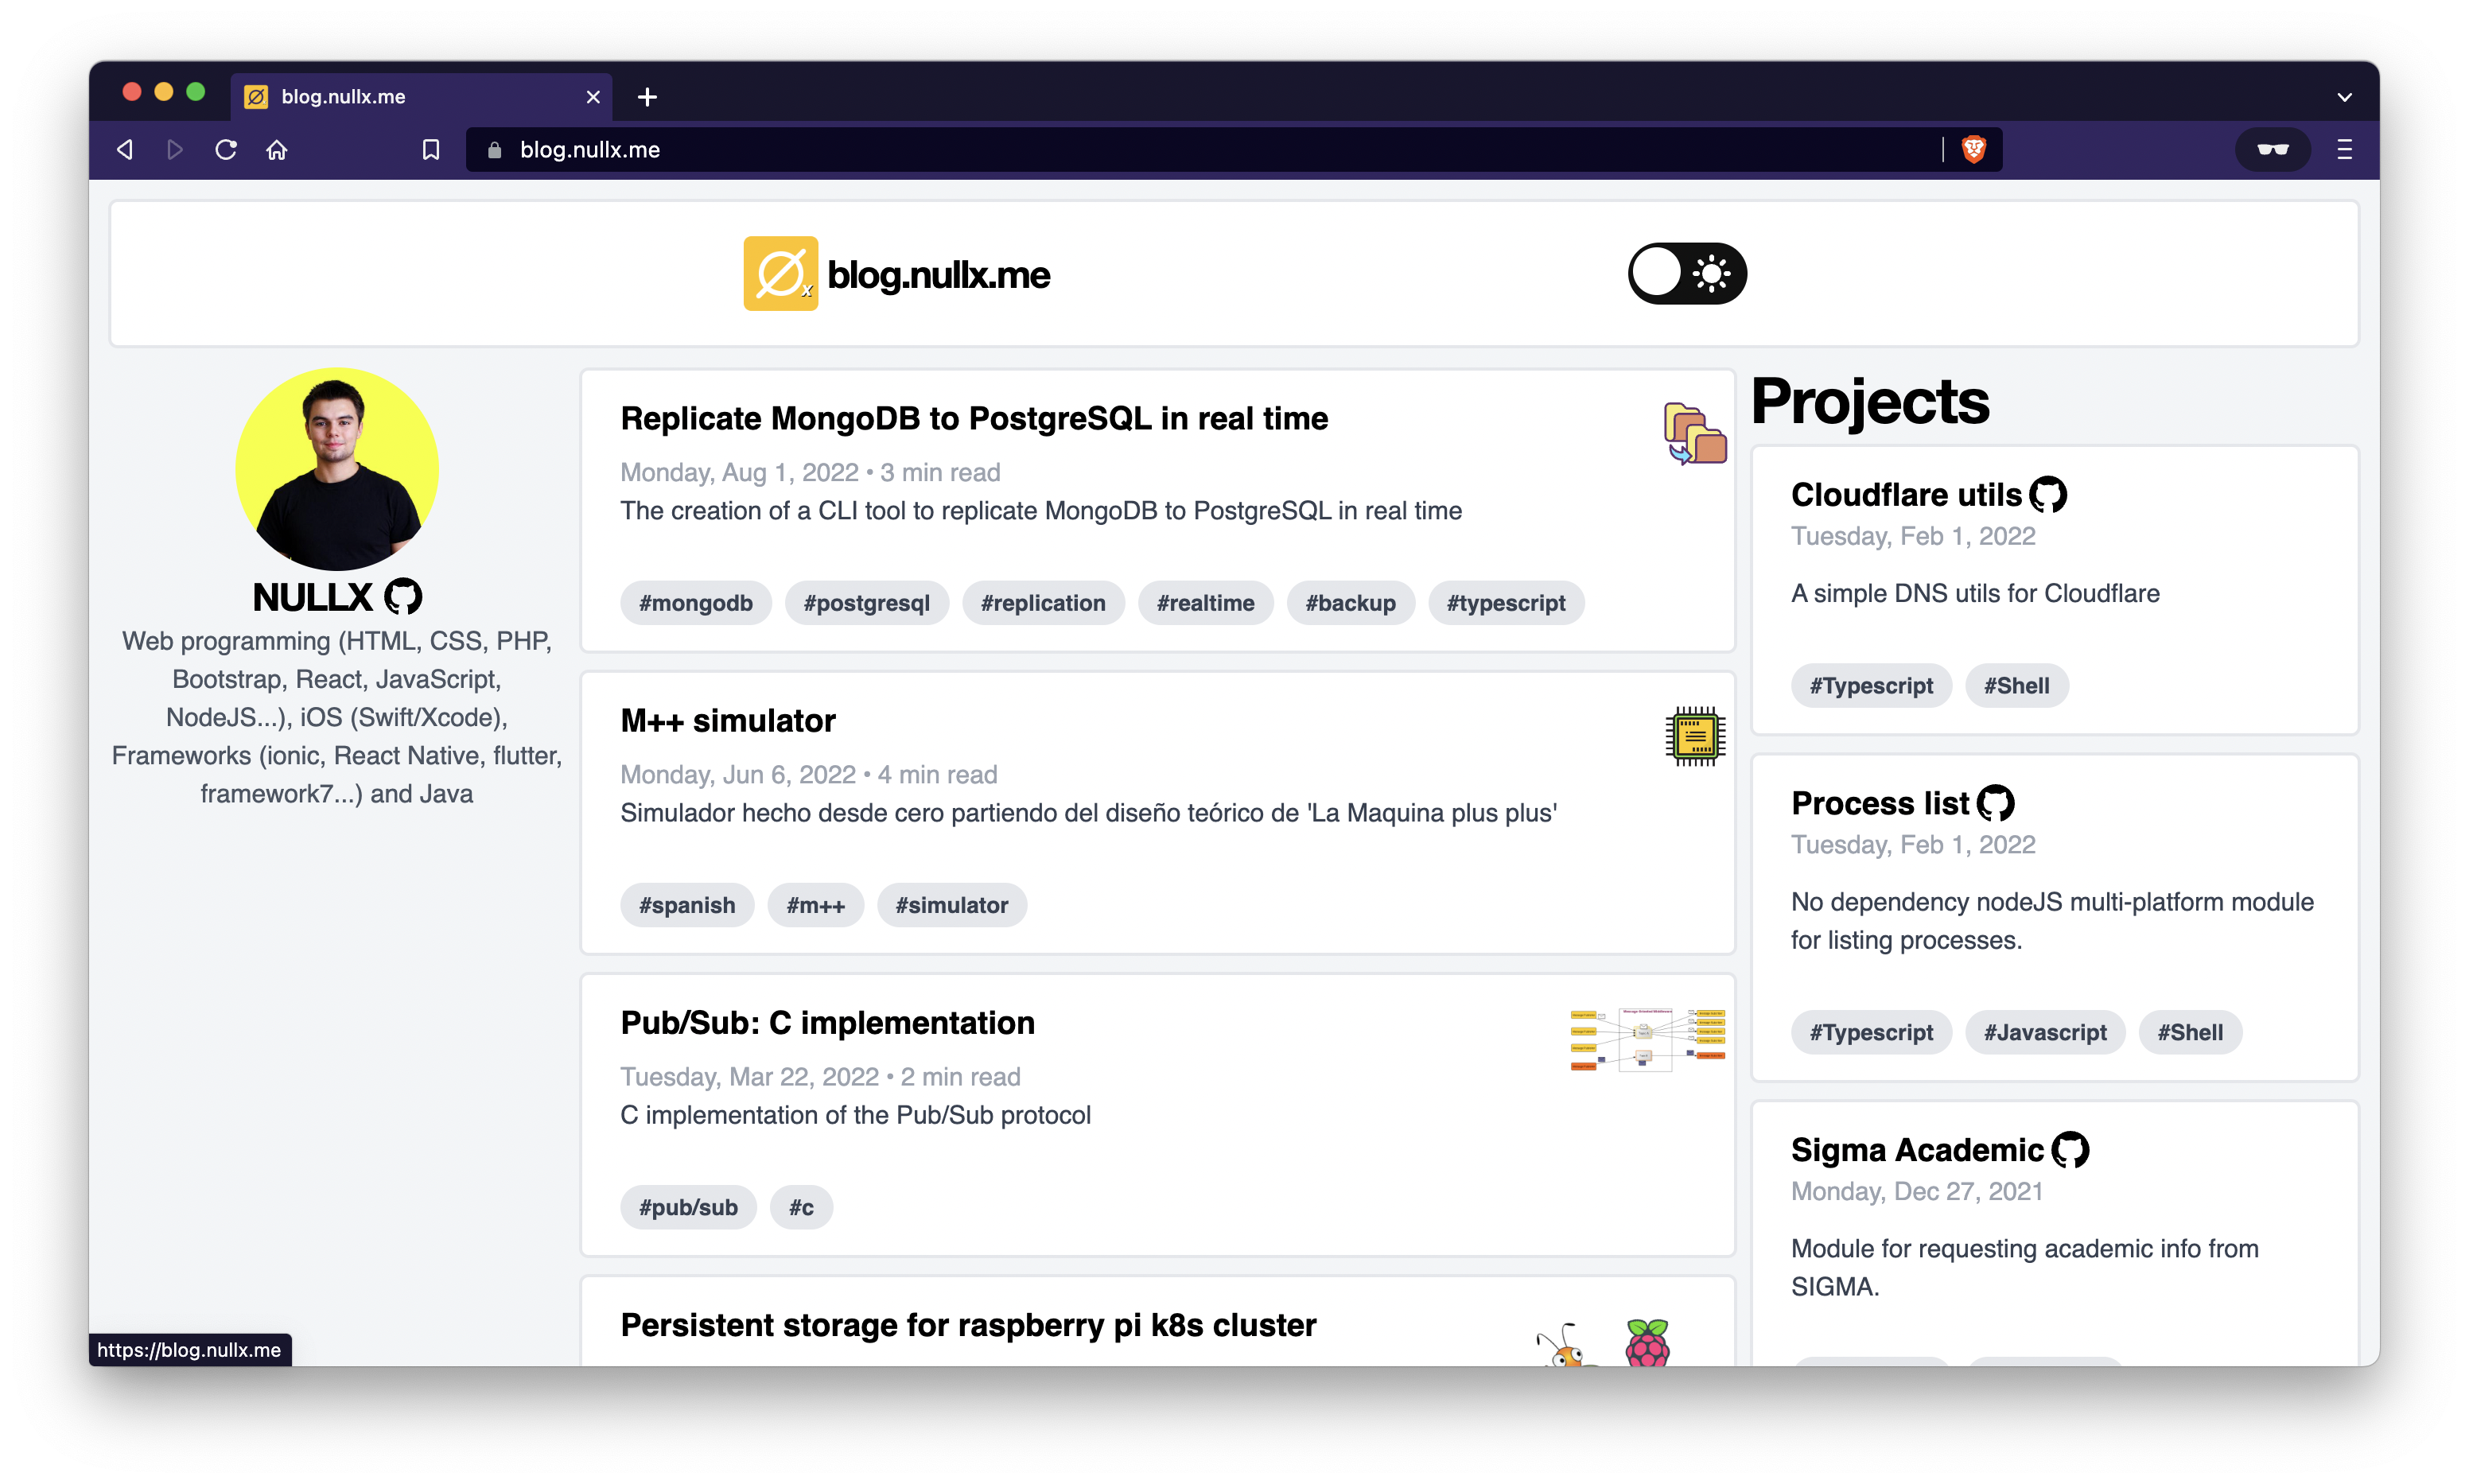 blog.nullx.me
blog.nullx.me
blog.nullx.me
NULLX
Web programming (HTML, CSS, PHP,
Bootstrap, React, JavaScript,
NodeJS...), iOS (Swift/Xcode),
Frameworks (ionic, React Native, flutter,
framework7...) and Java
Replicate MongoDB to PostgreSQL in real time
Monday, Aug 1, 2022 • 3 min read
The creation of a CLI tool to replicate MongoDB to PostgreSQL in real time
#mongodb #postgresql #replication #realtime #backup #typescript
M++ simulator
Monday, Jun 6, 2022 • 4 min read
Simulador hecho desde cero partiendo del diseño teórico de 'La Maquina plus plus'
#spanish #m++ #simulator
Pub/Sub: C implementation
Tuesday, Mar 22, 2022 • 2 min read
C implementation of the Pub/Sub protocol
#pub/sub #c
Persistent storage for raspberry pi k8s cluster
Projects
Cloudflare utils
Tuesday, Feb 1, 2022
A simple DNS utils for Cloudflare
#Typescript #Shell
Process list
Tuesday, Feb 1, 2022
No dependency nodeJS multi-platform module
for listing processes.
#Typescript #Javascript #Shell
Sigma Academic
Monday, Dec 27, 2021
Module for requesting academic info from
SIGMA.
https://blog.nullx.me